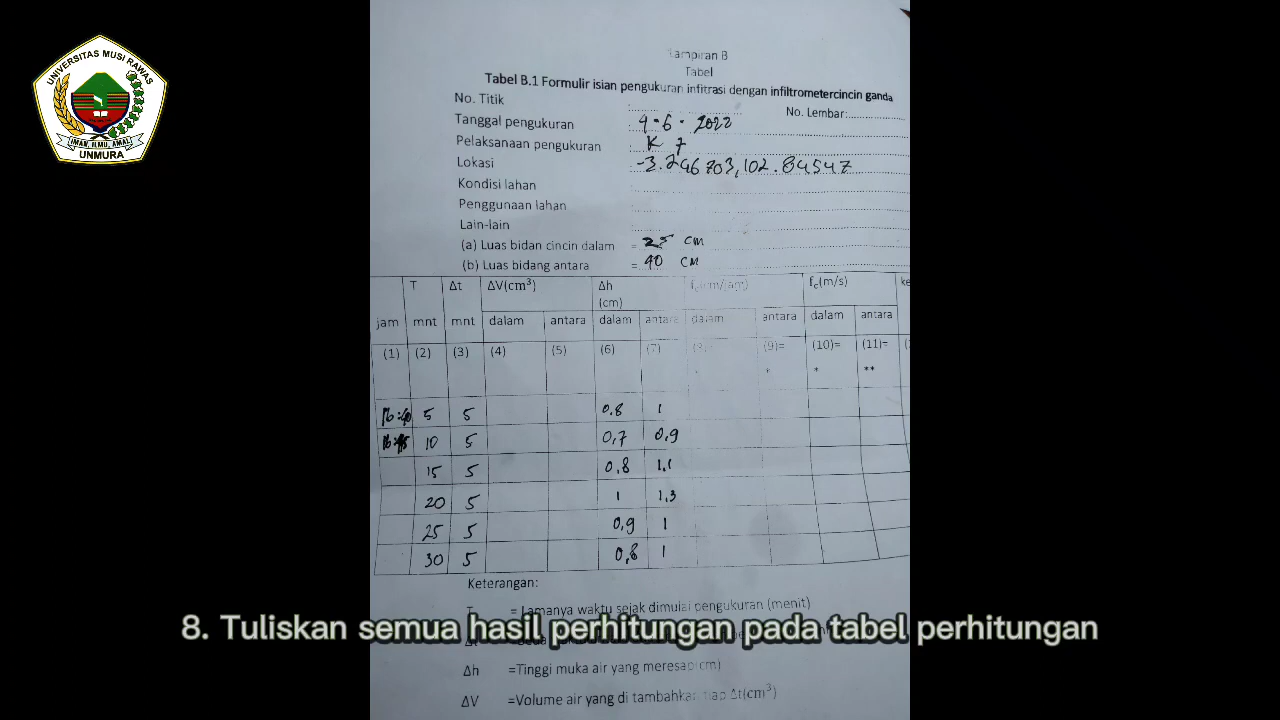 UNIVERSITAS MUSI RAWAS
IMAN, ILMU, AMAL
UNMURA
Lampiran B
Tabel
Tabel B.1 Formulir isian pengukuran infitrasi dengan infiltrometercincin ganda
No. Titik No. Lembar:
Tanggal pengukuran : 9-6-2022
Pelaksanaan pengukuran : K 7
Lokasi : -3.246703,102.84547
Kondisi lahan
Penggunaan lahan
Lain-lain
(a) Luas bidan cincin dalam = 25 cm
(b) Luas bidang antara = 40 cm
T Δt ΔV(cm³) Δh f꜀(m/s)
(cm)
jam mnt mnt dalam antara dalam antara dalam antara dalam antara
(1) (2) (3) (4) (5) (6) (7) (8)= (9)= (10)= (11)=
* * * **
5 5 0.8 1
10 5 0,7 0,9
15 5 0,8 1,1
20 5 1 1,3
25 5 0,9 1
30 5 0,8 1
Keterangan:
T = Lamanya waktu sejak dimulai pengukuran (menit)
8. Tuliskan semua hasil perhitungan pada tabel perhitungan
Δh =Tinggi muka air yang meresap(cm)
ΔV =Volume air yang di tambahkan tiap Δt(cm³)